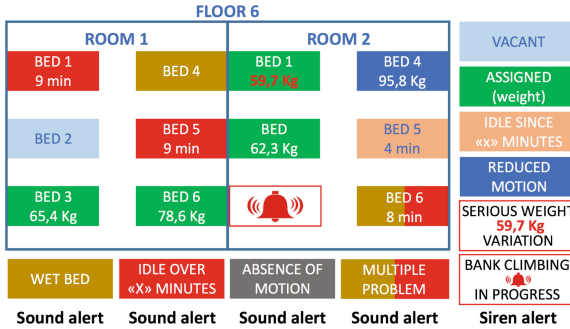 FLOOR 6
ROOM 1
ROOM 2
BED 1
9 min
BED 4
BED 1
59,7 Kg
BED 4
95,8 Kg
BED 2
BED 5
9 min
BED
62,3 Kg
BED 5
4 min
BED 3
65,4 Kg
BED 6
78,6 Kg
BED 6
8 min
VACANT
ASSIGNED
(weight)
IDLE SINCE
«x» MINUTES
REDUCED
MOTION
SERIOUS WEIGHT
59,7 Kg
VARIATION
BANK CLIMBING
IN PROGRESS
WET BED
IDLE OVER
«X» MINUTES
ABSENCE OF
MOTION
MULTIPLE
PROBLEM
Sound alert
Sound alert
Sound alert
Sound alert
Siren alert